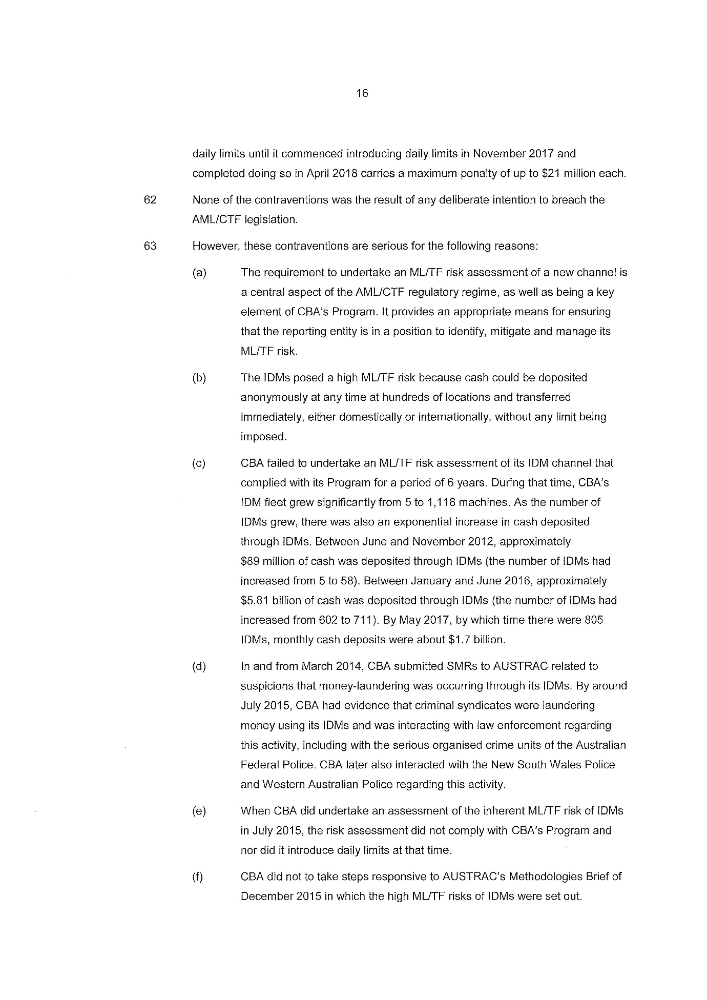 16
daily limits until it commenced introducing daily limits in November 2017 and
completed doing so in April 2018 carries a maximum penalty of up to $21 million each.
62 None of the contraventions was the result of any deliberate intention to breach the
AML/CTF legislation.
63 However, these contraventions are serious for the following reasons:
(a) The requirement to undertake an ML/TF risk assessment of a new channel is
a central aspect of the AML/CTF regulatory regime, as well as being a key
element of CBA's Program. It provides an appropriate means for ensuring
that the reporting entity is in a position to identify, mitigate and manage its
ML/TF risk.
(b) The IDMs posed a high ML/TF risk because cash could be deposited
anonymously at any time at hundreds of locations and transferred
immediately, either domestically or internationally, without any limit being
imposed.
(c) CBA failed to undertake an ML/TF risk assessment of its IDM channel that
complied with its Program for a period of 6 years. During that time, CBA's
IDM fleet grew significantly from 5 to 1,118 machines. As the number of
IDMs grew, there was also an exponential increase in cash deposited
through IDMs. Between June and November 2012, approximately
$89 million of cash was deposited through IDMs (the number of IDMs had
increased from 5 to 58). Between January and June 2016, approximately
$5.81 billion of cash was deposited through IDMs (the number of IDMs had
increased from 602 to 711). By May 2017, by which time there were 805
IDMs, monthly cash deposits were about $1.7 billion.
(d) In and from March 2014, CBA submitted SMRs to AUSTRAC related to
suspicions that money-laundering was occurring through its IDMs. By around
July 2015, CBA had evidence that criminal syndicates were laundering
money using its IDMs and was interacting with law enforcement regarding
this activity, including with the serious organised crime units of the Australian
Federal Police. CBA later also interacted with the New South Wales Police
and Western Australian Police regarding this activity.
(e) When CBA did undertake an assessment of the inherent ML/TF risk of IDMs
in July 2015, the risk assessment did not comply with CBA's Program and
nor did it introduce daily limits at that time.
(f) CBA did not to take steps responsive to AUSTRAC's Methodologies Brief of
December 2015 in which the high ML/TF risks of IDMs were set out.